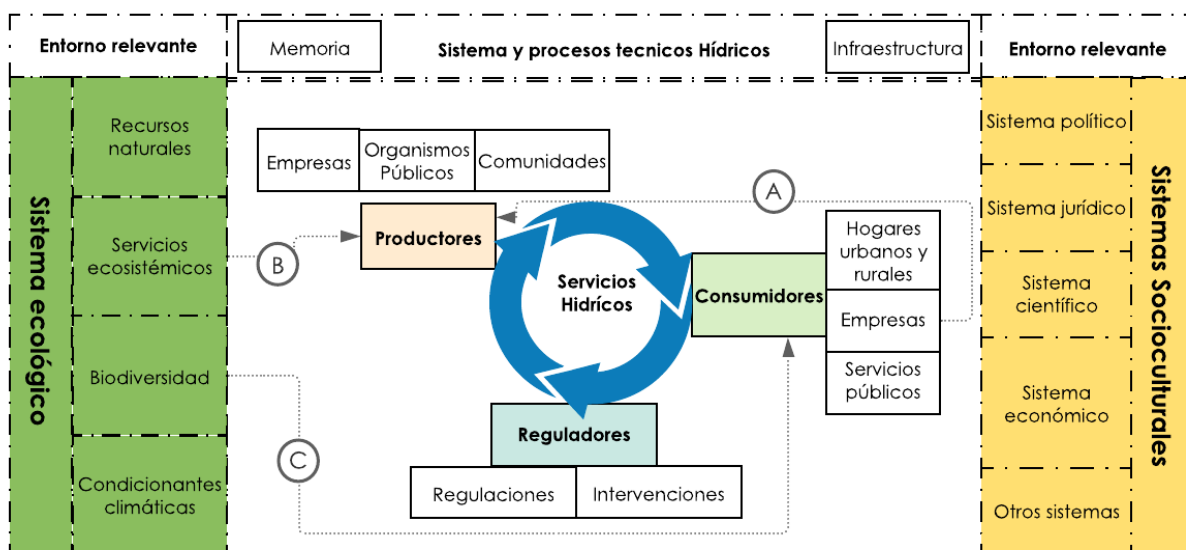 Entorno relevante
Memoria
Sistema y procesos tecnicos Hídricos
Infraestructura
Entorno relevante
Sistema ecológico
Recursos
naturales
Servicios
ecosistémicos
Biodiversidad
Condicionantes
climáticas
Empresas
Organismos
Públicos
Comunidades
A
Productores
B
Servicios
Hidrícos
Consumidores
Hogares
urbanos y
rurales
Empresas
Servicios
públicos
Reguladores
C
Regulaciones
Intervenciones
Sistema político
Sistema jurídico
Sistema
científico
Sistema
económico
Otros sistemas
Sistemas Socioculturales